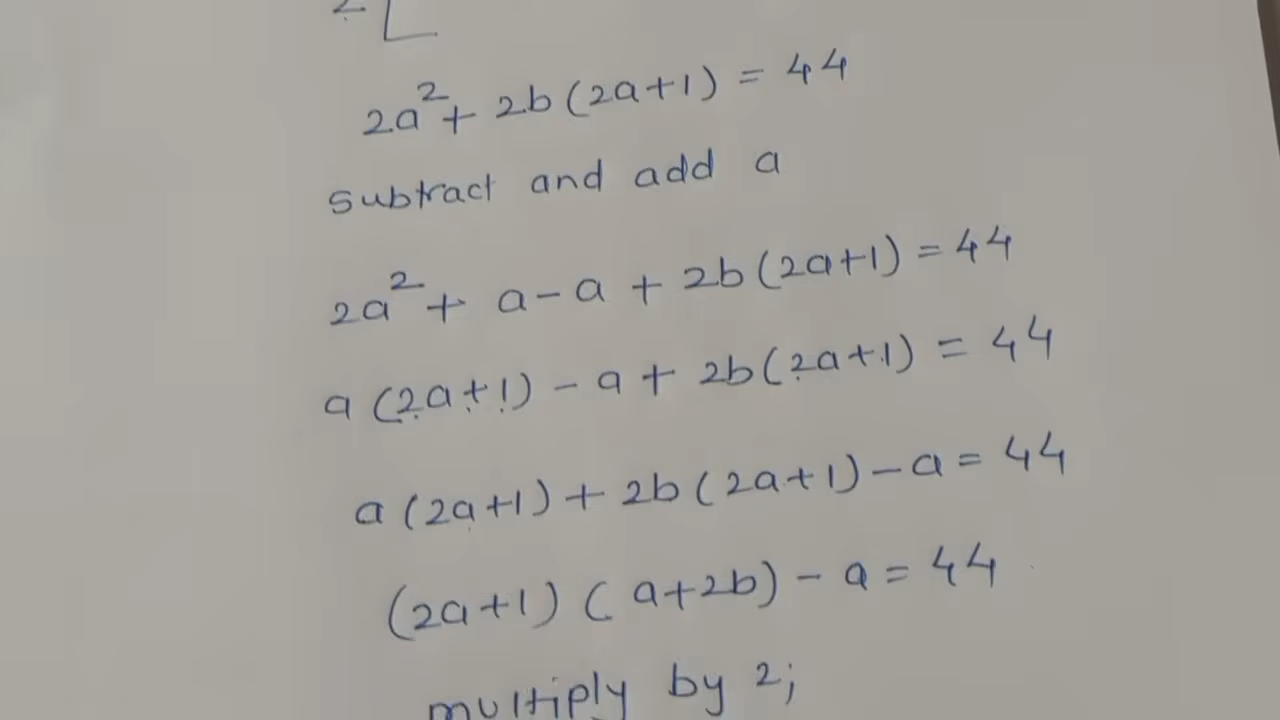 2a² + 2b(2a+1) = 44
subtract and add a
2a² + a-a + 2b(2a+1) = 44
a(2a+1) - a + 2b(2a+1) = 44
a(2a+1) + 2b(2a+1) - a = 44
(2a+1)(a+2b) - a = 44
multiply by 2;